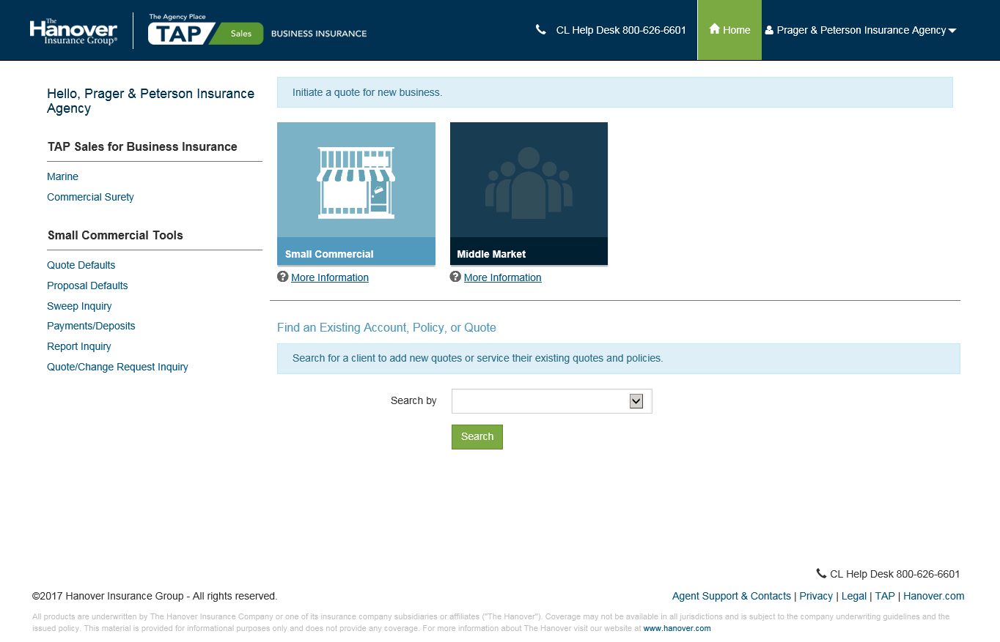 The
Hanover
Insurance Group®
The Agency Place
TAP Sales BUSINESS INSURANCE
CL Help Desk 800-626-6601
Home
Prager & Peterson Insurance Agency
Hello, Prager & Peterson Insurance
Agency
TAP Sales for Business Insurance
Marine
Commercial Surety
Small Commercial Tools
Quote Defaults
Proposal Defaults
Sweep Inquiry
Payments/Deposits
Report Inquiry
Quote/Change Request Inquiry
Initiate a quote for new business.
Small Commercial
More Information
Middle Market
More Information
Find an Existing Account, Policy, or Quote
Search for a client to add new quotes or service their existing quotes and policies.
Search by
Search
CL Help Desk 800-626-6601
©2017 Hanover Insurance Group - All rights reserved.
Agent Support & Contacts | Privacy | Legal | TAP | Hanover.com
All products are underwritten by The Hanover Insurance Company or one of its insurance company subsidiaries or affiliates ("The Hanover"). Coverage may not be available in all jurisdictions and is subject to the company underwriting guidelines and the
issued policy. This material is provided for informational purposes only and does not provide any coverage. For more information about The Hanover visit our website at www.hanover.com